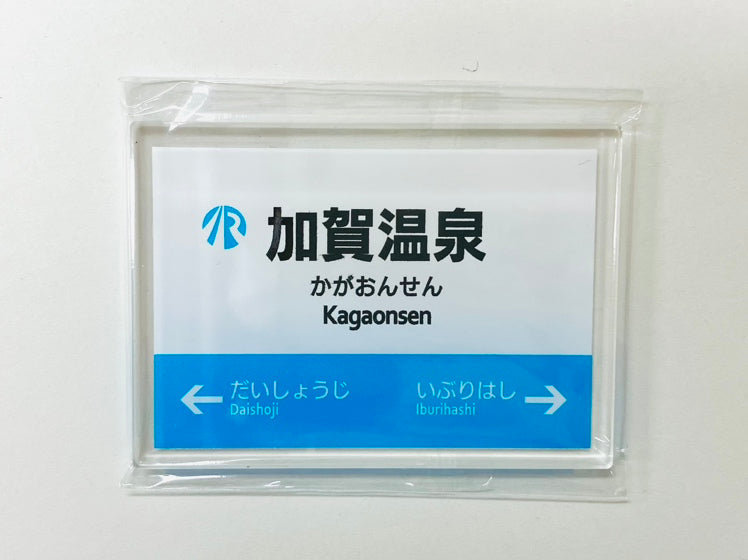 加賀温泉
かがおんせん
Kagaonsen
← だいしょうじ
Daishoji
いぶりはし →
Iburihashi